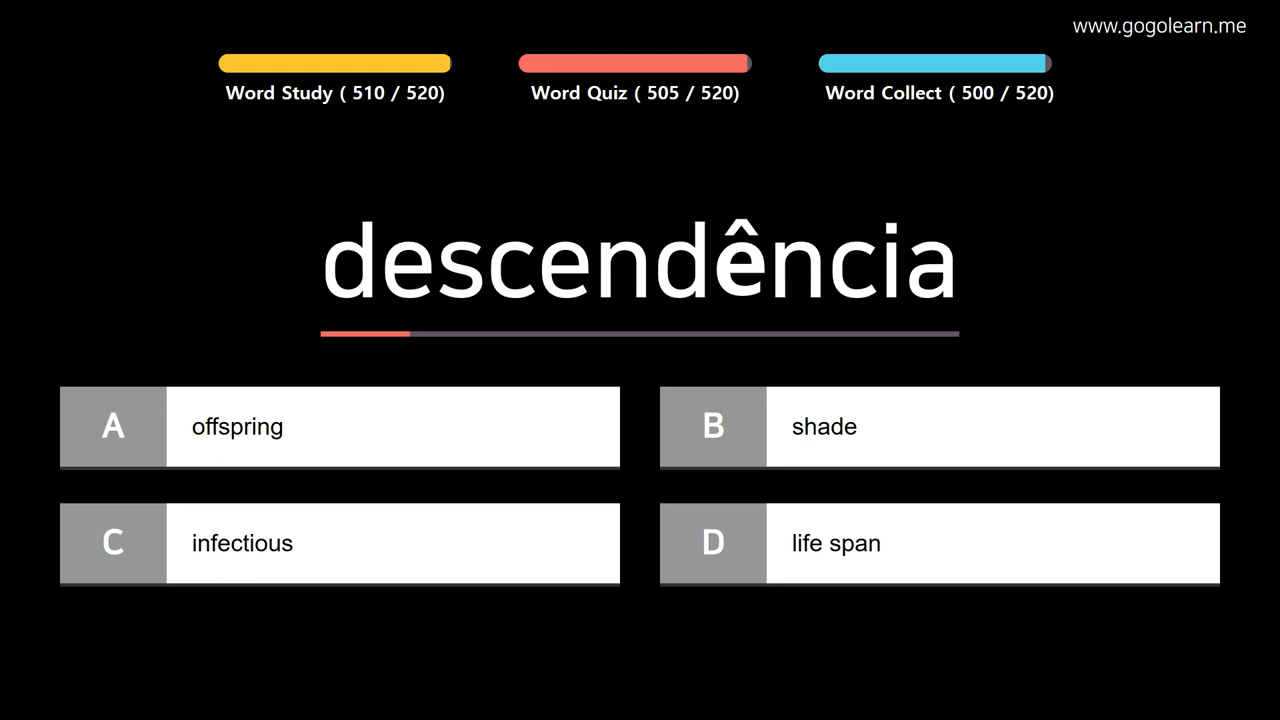 www.gogolearn.me
Word Study ( 510 / 520)
Word Quiz ( 505 / 520)
Word Collect ( 500 / 520)
descendência
A offspring
B shade
C infectious
D life span